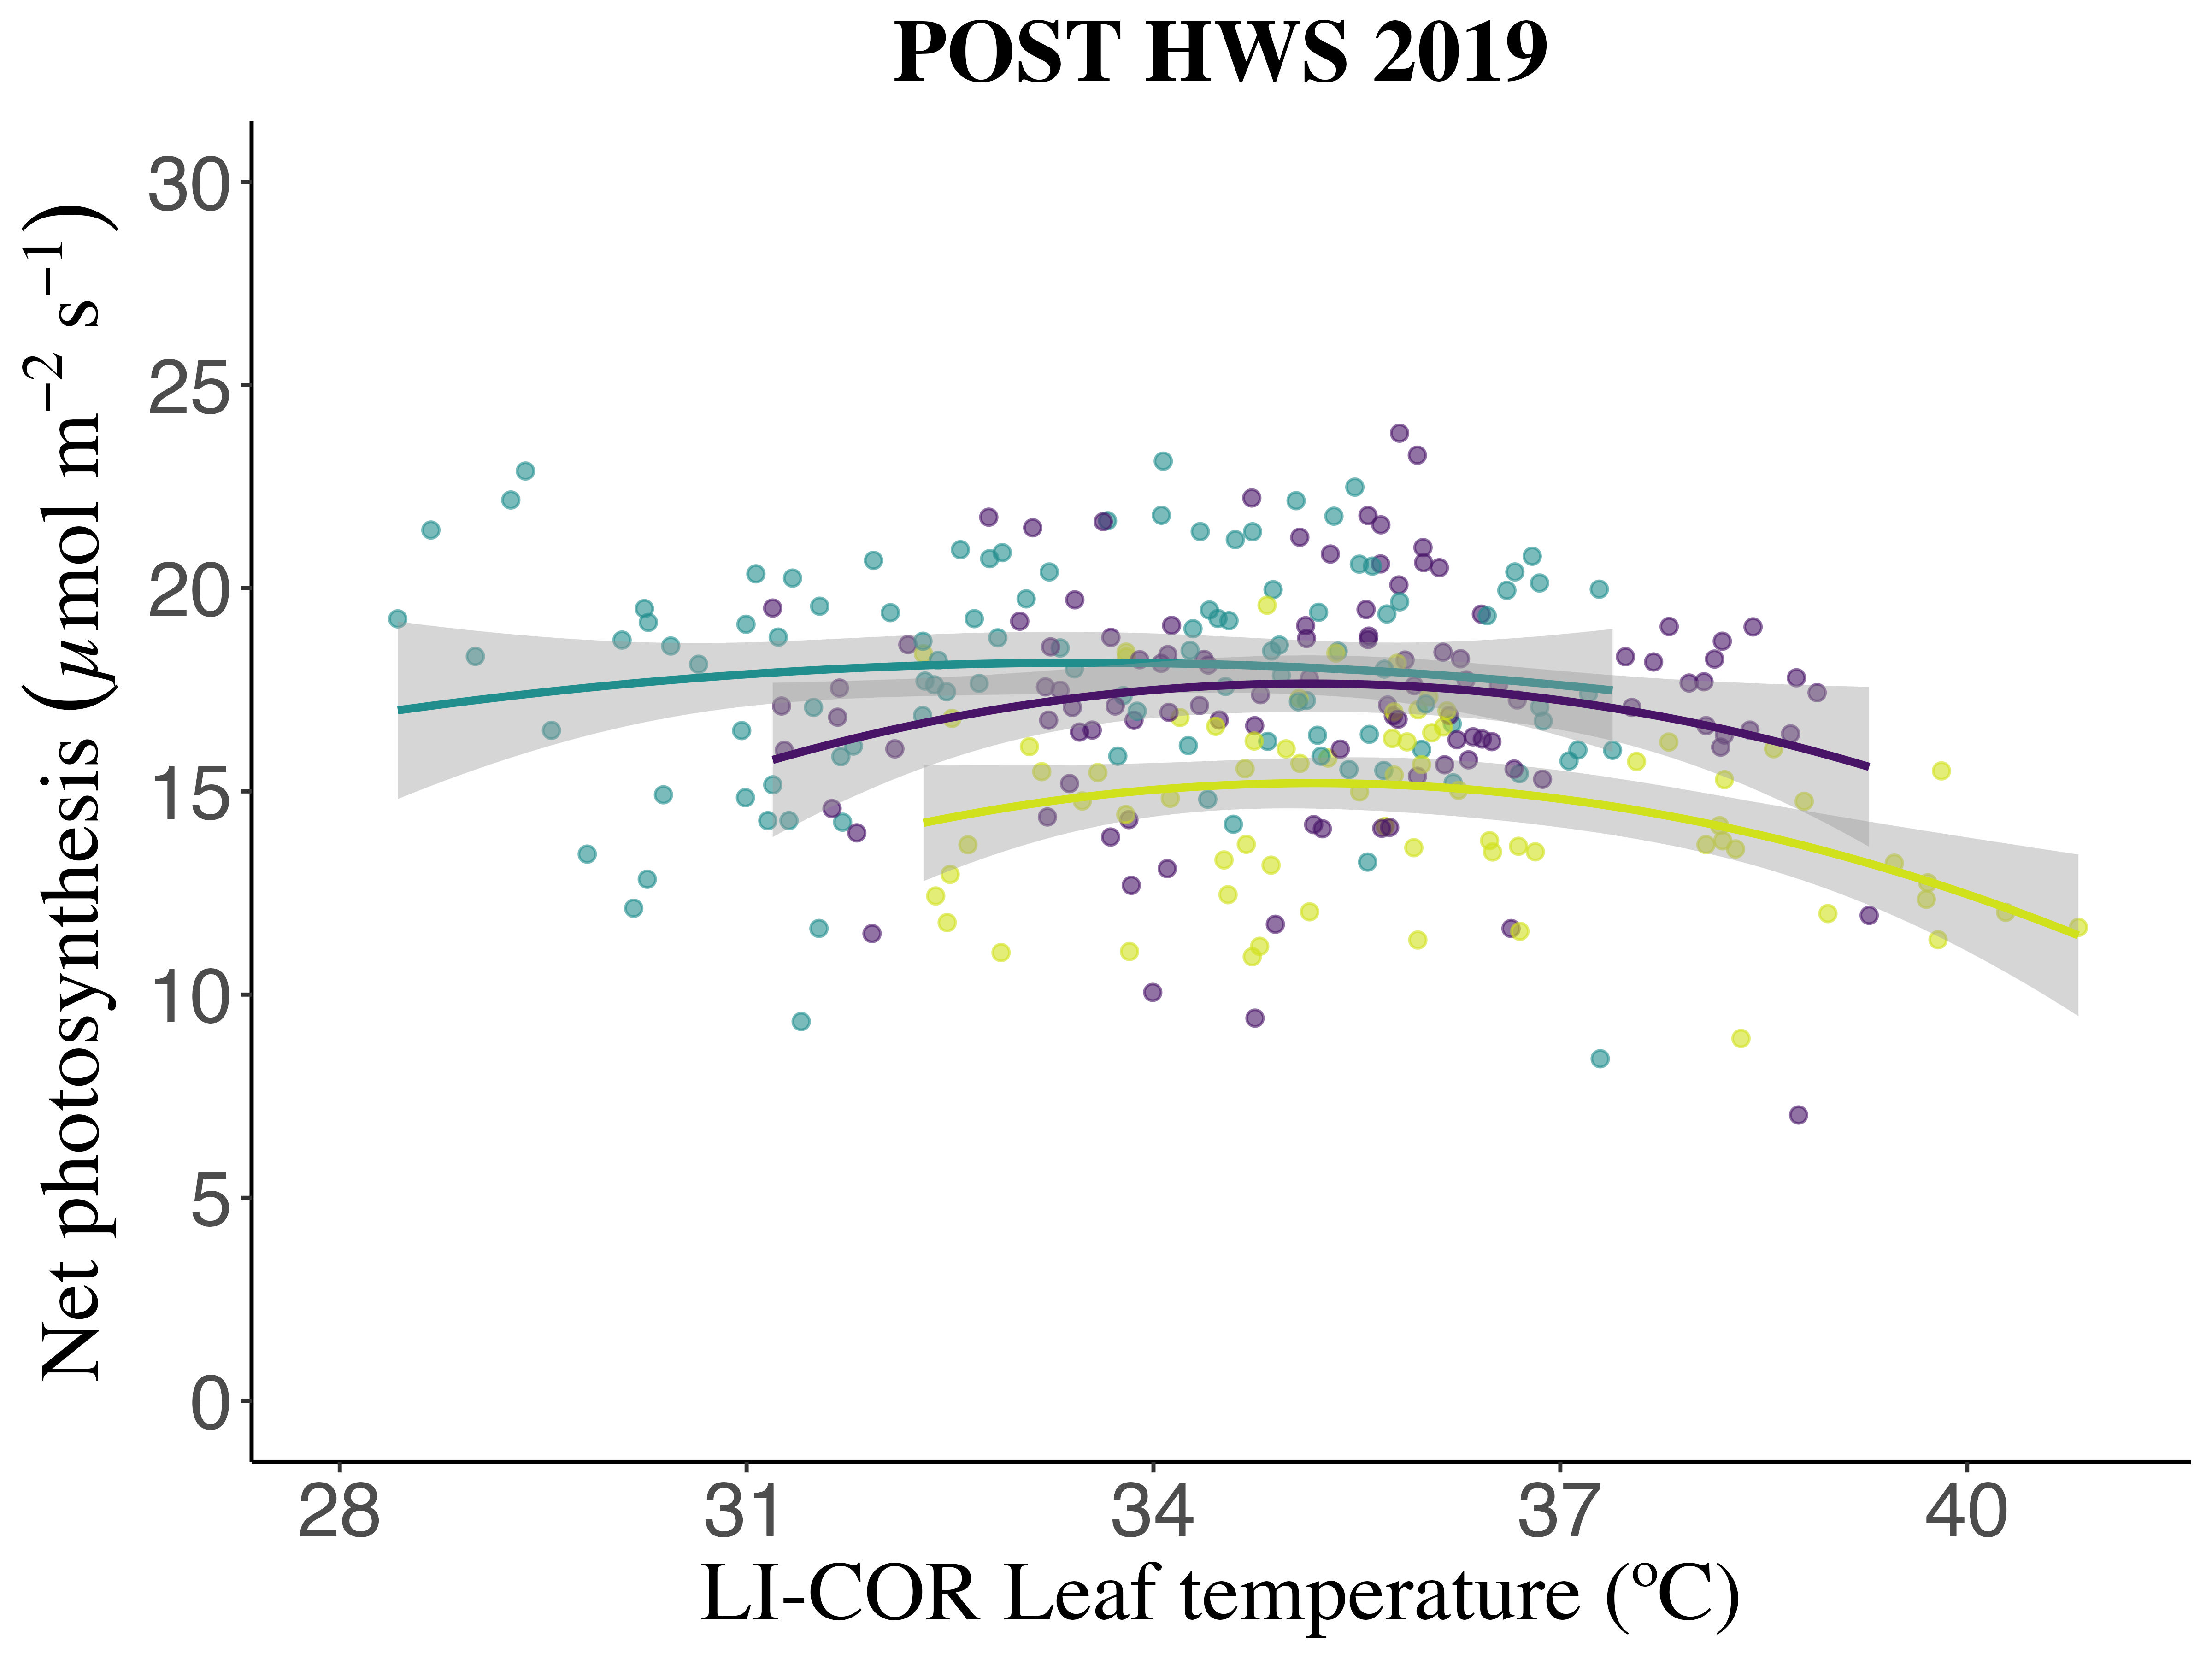 POST HWS 2019
Net photosynthesis (μmol m⁻² s⁻¹)
30
25
20
15
10
5
0
28 31 34 37 40
LI-COR Leaf temperature (ºC)